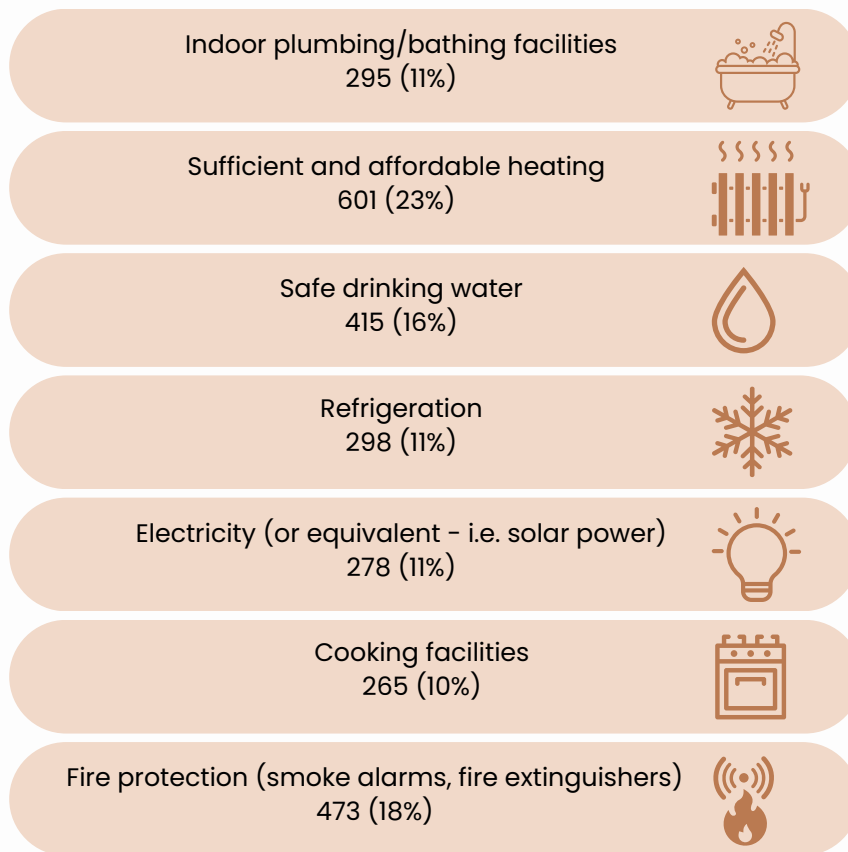 Indoor plumbing/bathing facilities
295 (11%)
Sufficient and affordable heating
601 (23%)
Safe drinking water
415 (16%)
Refrigeration
298 (11%)
Electricity (or equivalent - i.e. solar power)
278 (11%)
Cooking facilities
265 (10%)
Fire protection (smoke alarms, fire extinguishers)
473 (18%)